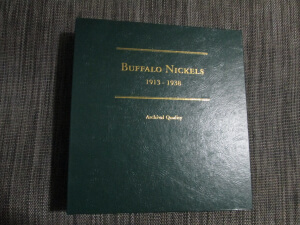 BUFFALO NICKELS
1913 - 1938
Archival Quality